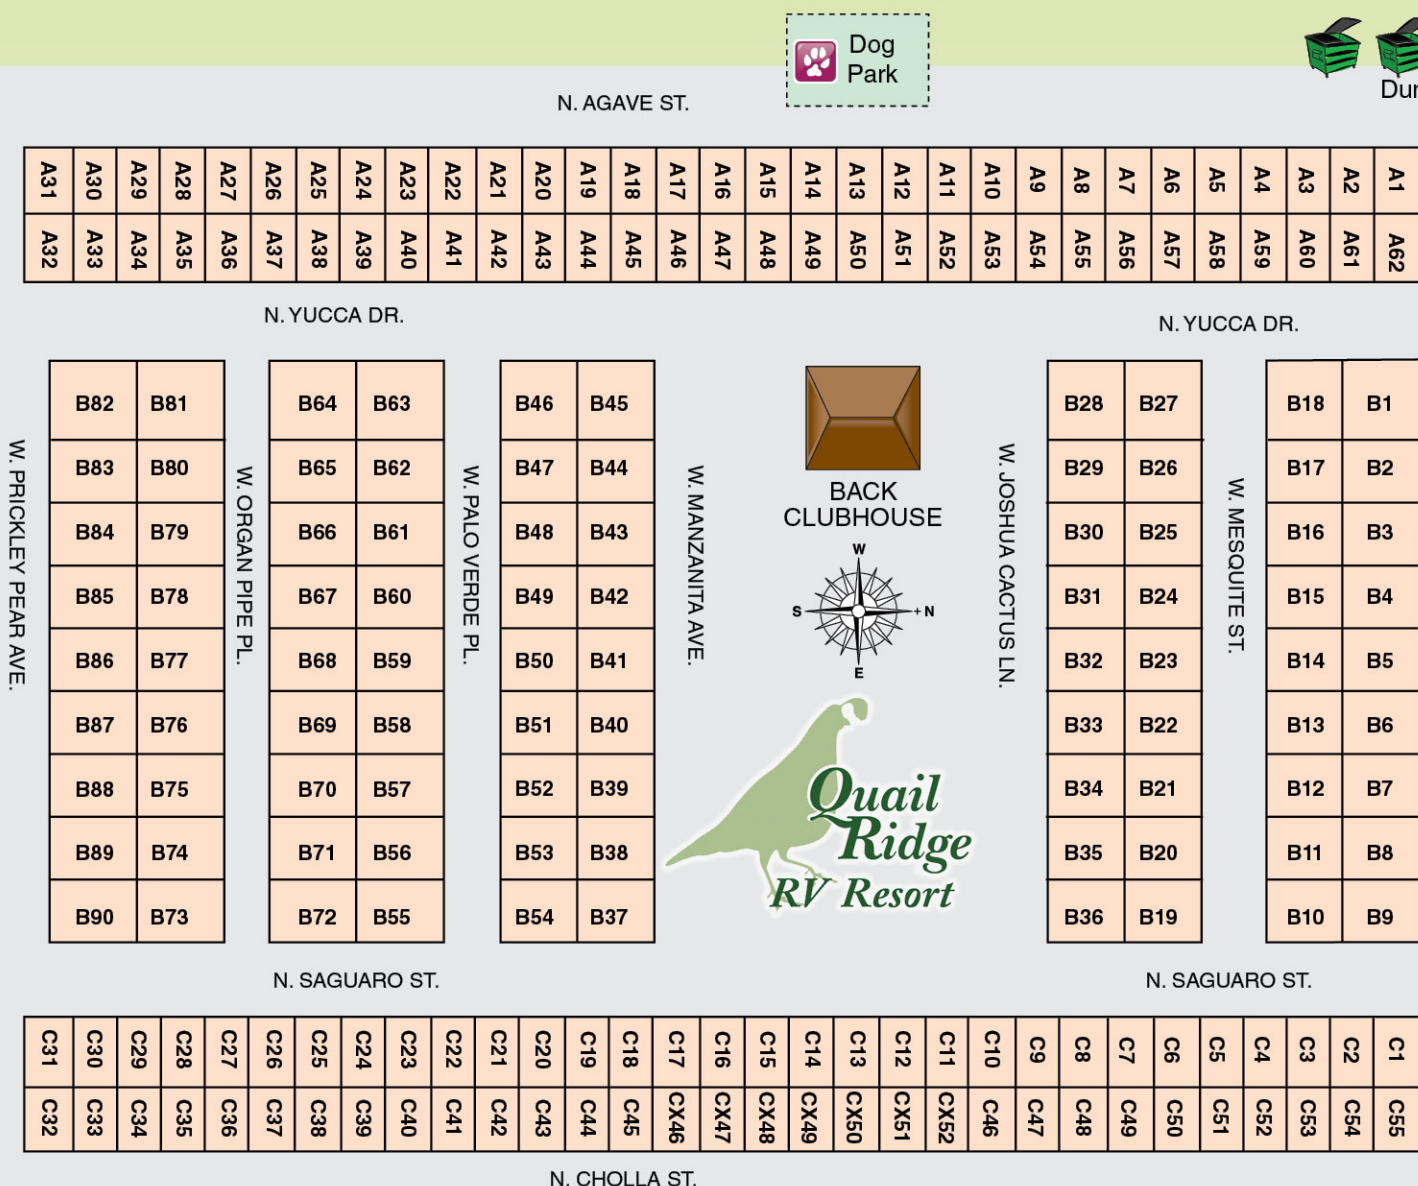 Dog
Park
Dur
N. AGAVE ST.
A31 A30 A29 A28 A27 A26 A25 A24 A23 A22 A21 A20 A19 A18 A17 A16 A15 A14 A13 A12 A11 A10 A9 A8 A7 A6 A5 A4 A3 A2 A1
A32 A33 A34 A35 A36 A37 A38 A39 A40 A41 A42 A43 A44 A45 A46 A47 A48 A49 A50 A51 A52 A53 A54 A55 A56 A57 A58 A59 A60 A61 A62
N. YUCCA DR.
N. YUCCA DR.
W. PRICKLEY PEAR AVE.
B82 B81
B83 B80
B84 B79
B85 B78
B86 B77
B87 B76
B88 B75
B89 B74
B90 B73
W. ORGAN PIPE PL.
B64 B63
B65 B62
B66 B61
B67 B60
B68 B59
B69 B58
B70 B57
B71 B56
B72 B55
W. PALO VERDE PL.
B46 B45
B47 B44
B48 B43
B49 B42
B50 B41
B51 B40
B52 B39
B53 B38
B54 B37
W. MANZANITA AVE.
BACK
CLUBHOUSE
W
S N
E
Quail
Ridge
RV Resort
W. JOSHUA CACTUS LN.
B28 B27
B29 B26
B30 B25
B31 B24
B32 B23
B33 B22
B34 B21
B35 B20
B36 B19
W. MESQUITE ST.
B18 B1
B17 B2
B16 B3
B15 B4
B14 B5
B13 B6
B12 B7
B11 B8
B10 B9
N. SAGUARO ST.
N. SAGUARO ST.
C31 C30 C29 C28 C27 C26 C25 C24 C23 C22 C21 C20 C19 C18 C17 C16 C15 C14 C13 C12 C11 C10 C9 C8 C7 C6 C5 C4 C3 C2 C1
C32 C33 C34 C35 C36 C37 C38 C39 C40 C41 C42 C43 C44 C45 CX46 CX47 CX48 CX49 CX50 CX51 CX52 C46 C47 C48 C49 C50 C51 C52 C53 C54 C55
N. CHOLLA ST.